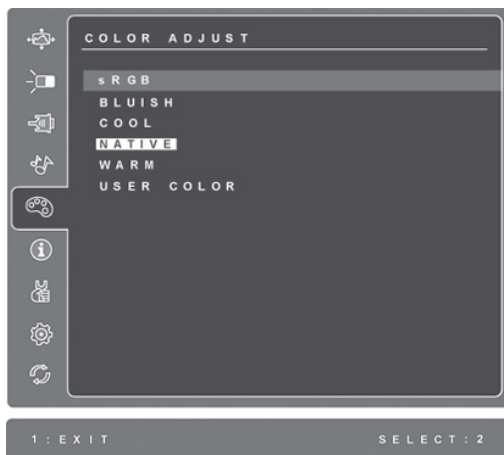 COLOR ADJUST
sRGB
BLUISH
COOL
NATIVE
WARM
USER COLOR
1:EXIT SELECT:2